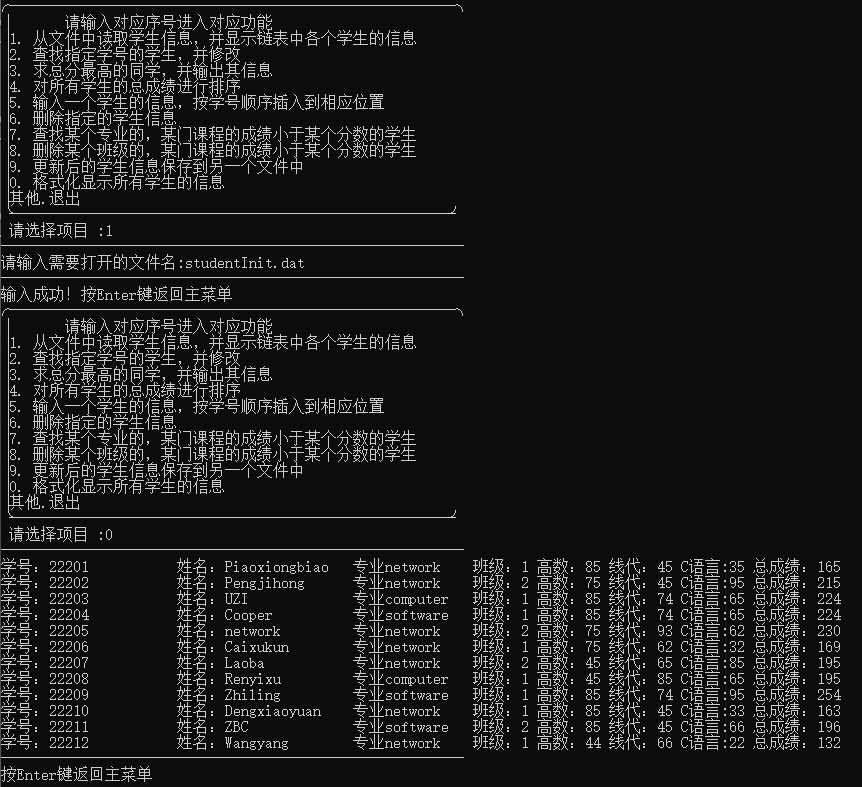 请输入对应序号进入对应功能
1. 从文件中读取学生信息，并显示链表中各个学生的信息
2. 查找指定学号的学生，并修改
3. 求总分最高的同学，并输出其信息
4. 对所有学生的总成绩进行排序
5. 输入一个学生的信息，按学号顺序插入到相应位置
6. 删除指定的学生信息
7. 查找某个专业的，某门课程的成绩小于某个分数的学生
8. 删除某个班级的，某门课程的成绩小于某个分数的学生
9. 更新后的学生信息保存到另一个文件中
0. 格式化显示所有学生的信息
其他.退出
请选择项目 :1
请输入需要打开的文件名:studentInit.dat
输入成功! 按Enter键返回主菜单
请输入对应序号进入对应功能
1. 从文件中读取学生信息，并显示链表中各个学生的信息
2. 查找指定学号的学生，并修改
3. 求总分最高的同学，并输出其信息
4. 对所有学生的总成绩进行排序
5. 输入一个学生的信息，按学号顺序插入到相应位置
6. 删除指定的学生信息
7. 查找某个专业的，某门课程的成绩小于某个分数的学生
8. 删除某个班级的，某门课程的成绩小于某个分数的学生
9. 更新后的学生信息保存到另一个文件中
0. 格式化显示所有学生的信息
其他.退出
请选择项目 :0
学号：22201 姓名：Piaoxiongbiao 专业network 班级：1 高数：85 线代：45 C语言:35 总成绩：165
学号：22202 姓名：Pengjihong 专业network 班级：2 高数：75 线代：45 C语言:95 总成绩：215
学号：22203 姓名：UZI 专业computer 班级：1 高数：85 线代：74 C语言:65 总成绩：224
学号：22204 姓名：Cooper 专业software 班级：1 高数：85 线代：74 C语言:65 总成绩：224
学号：22205 姓名：network 专业network 班级：2 高数：75 线代：93 C语言:62 总成绩：230
学号：22206 姓名：Caixukun 专业network 班级：1 高数：75 线代：62 C语言:32 总成绩：169
学号：22207 姓名：Laoba 专业network 班级：2 高数：45 线代：65 C语言:85 总成绩：195
学号：22208 姓名：Renyixu 专业computer 班级：1 高数：45 线代：85 C语言:65 总成绩：195
学号：22209 姓名：Zhiling 专业software 班级：1 高数：85 线代：74 C语言:95 总成绩：254
学号：22210 姓名：Dengxiaoyuan 专业network 班级：1 高数：85 线代：45 C语言:33 总成绩：163
学号：22211 姓名：ZBC 专业software 班级：2 高数：85 线代：45 C语言:66 总成绩：196
学号：22212 姓名：Wangyang 专业network 班级：1 高数：44 线代：66 C语言:22 总成绩：132
按Enter键返回主菜单